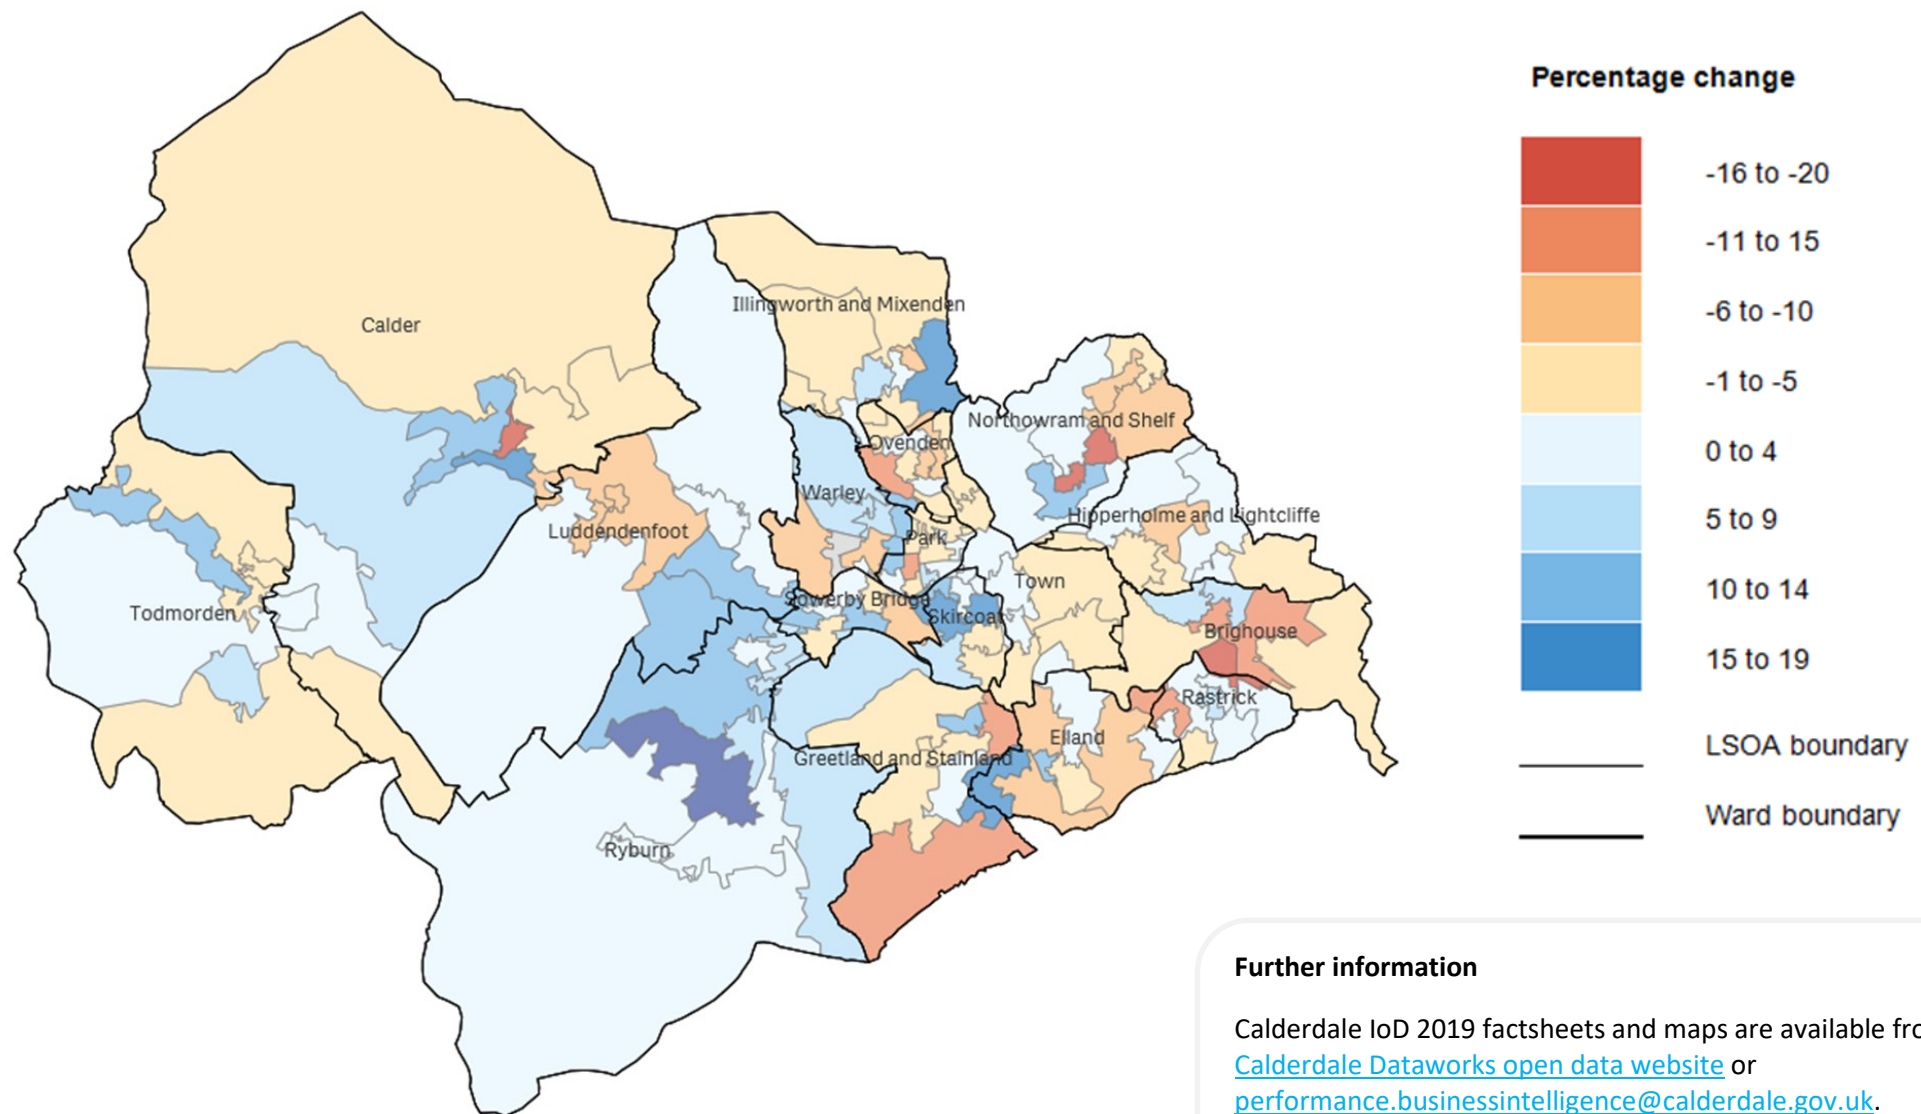 Percentage change
-16 to -20
-11 to 15
-6 to -10
-1 to -5
0 to 4
5 to 9
10 to 14
15 to 19
LSOA boundary
Ward boundary
Calder
Illingworth and Mixenden
Northowram and Shelf
Ovenden
Warley
Luddendenfoot
Hipperholme and Lightcliffe
Park
Town
Todmorden
Sowerby Bridge
Skircoat
Brighouse
Rastrick
Elland
Greetland and Stainland
Ryburn
Further information
Calderdale IoD 2019 factsheets and maps are available fro
Calderdale Dataworks open data website or
performance.businessintelligence@calderdale.gov.uk.